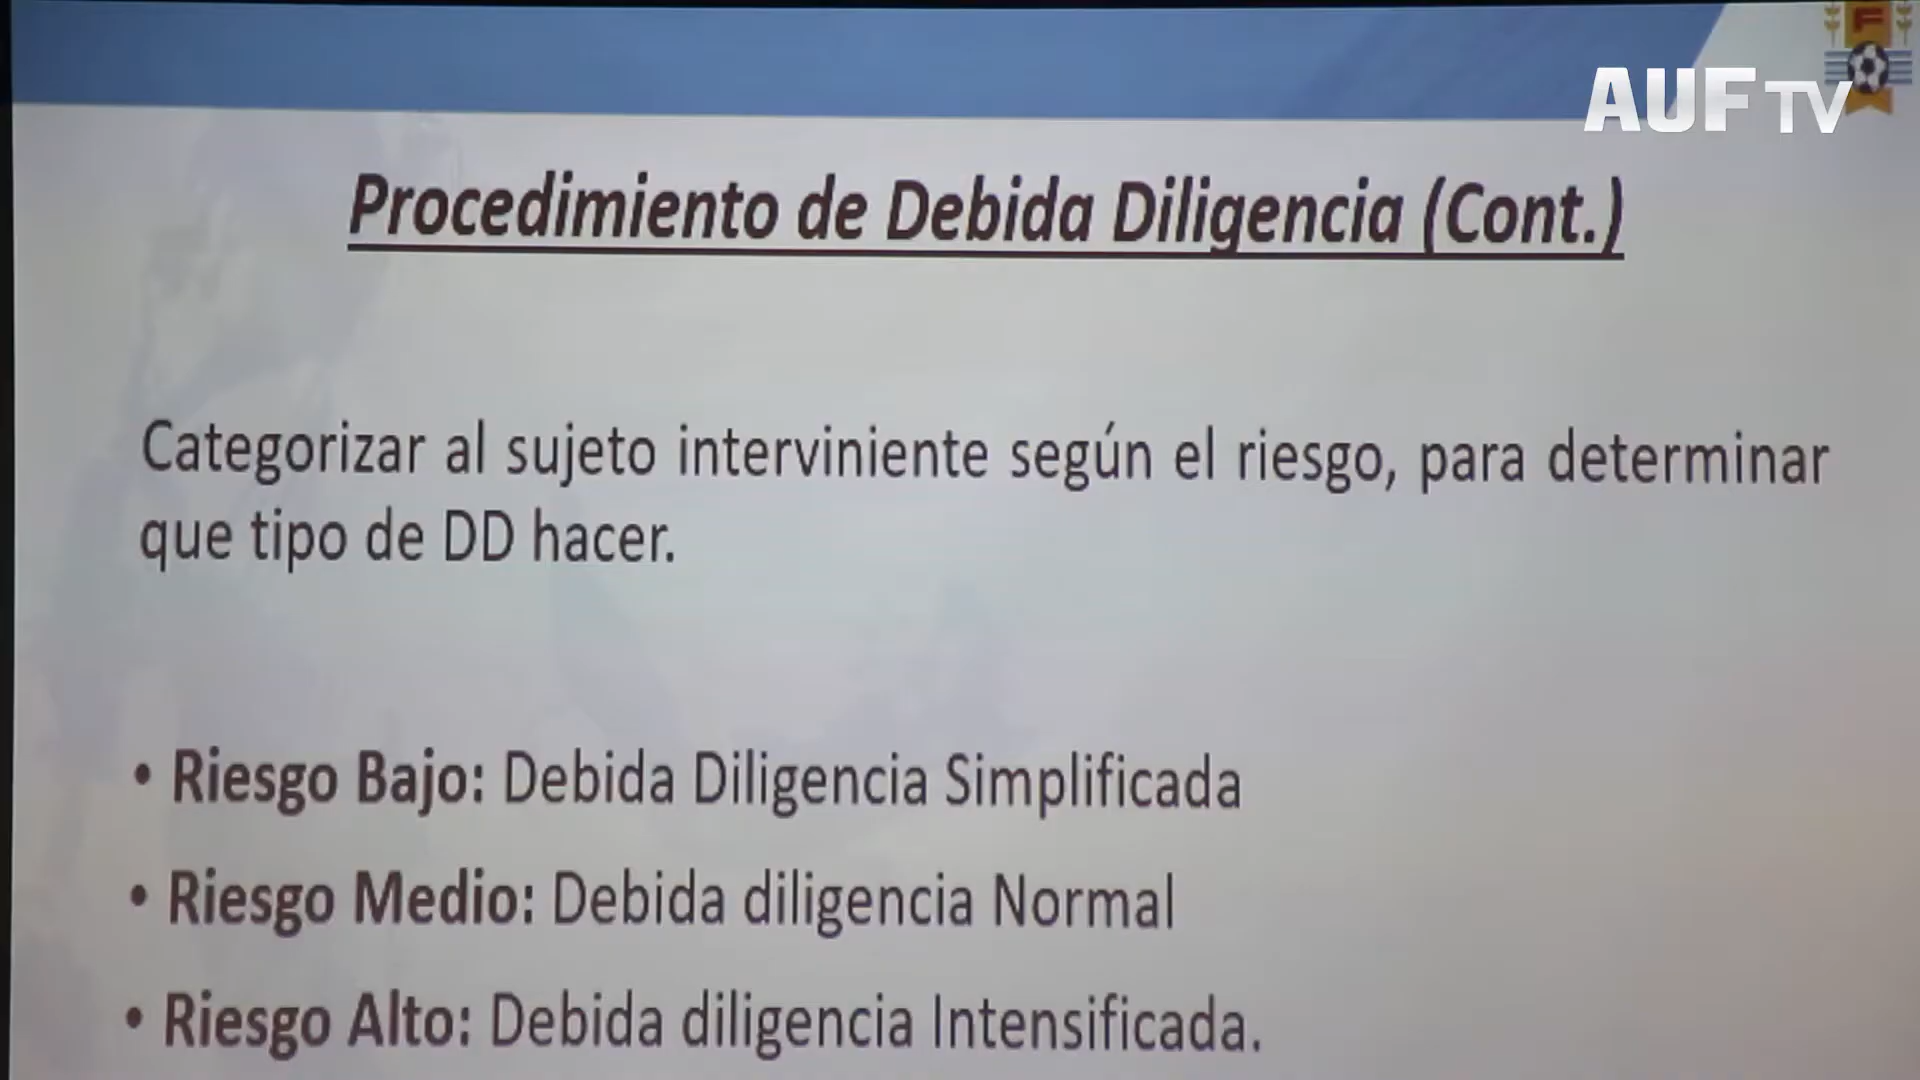 AUF TV
Procedimiento de Debida Diligencia (Cont.)
Categorizar al sujeto interviniente según el riesgo, para determinar
que tipo de DD hacer.
• Riesgo Bajo: Debida Diligencia Simplificada
• Riesgo Medio: Debida diligencia Normal
• Riesgo Alto: Debida diligencia Intensificada.